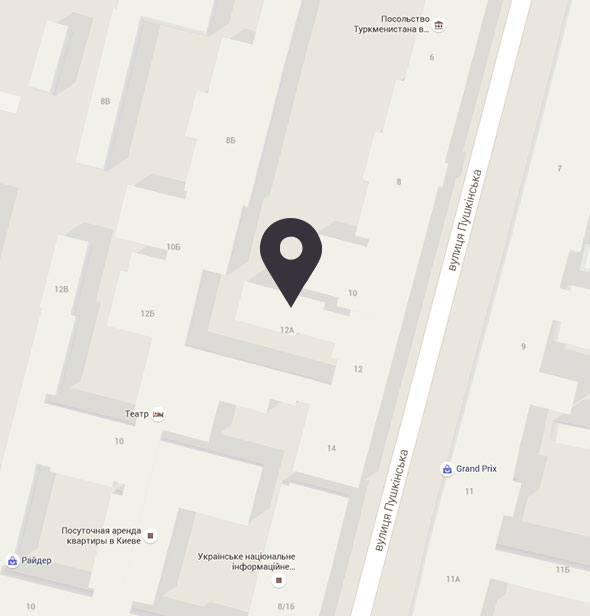 Посольство
Туркменистана в...
6
8В
8Б
7
8
вулиця Пушкінська
10Б
12В
10
12Б
12А
9
12
Театр
10
14
Grand Prix
11
вулиця Пушкінська
Посуточная аренда
квартиры в Киеве
Райдер
Українське національне
інформаційне...
11Б
11А
10
8/16